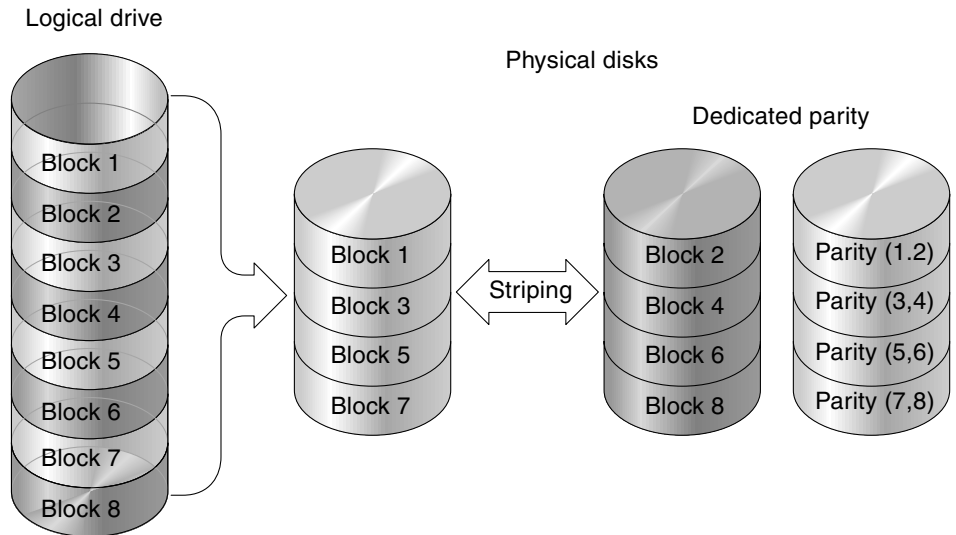 Logical drive
Physical disks
Dedicated parity
Block 1
Block 2
Block 3
Block 4
Block 5
Block 6
Block 7
Block 8
Block 1
Block 3
Block 5
Block 7
Striping
Block 2
Block 4
Block 6
Block 8
Parity (1.2)
Parity (3,4)
Parity (5,6)
Parity (7,8)